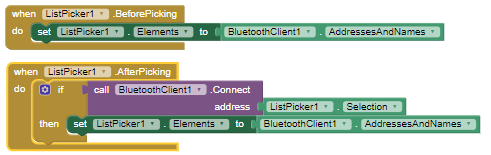 when ListPicker1 .BeforePicking
do set ListPicker1 . Elements to BluetoothClient1 . AddressesAndNames
when ListPicker1 .AfterPicking
do if call BluetoothClient1 .Connect
address ListPicker1 . Selection
then set ListPicker1 . Elements to BluetoothClient1 . AddressesAndNames